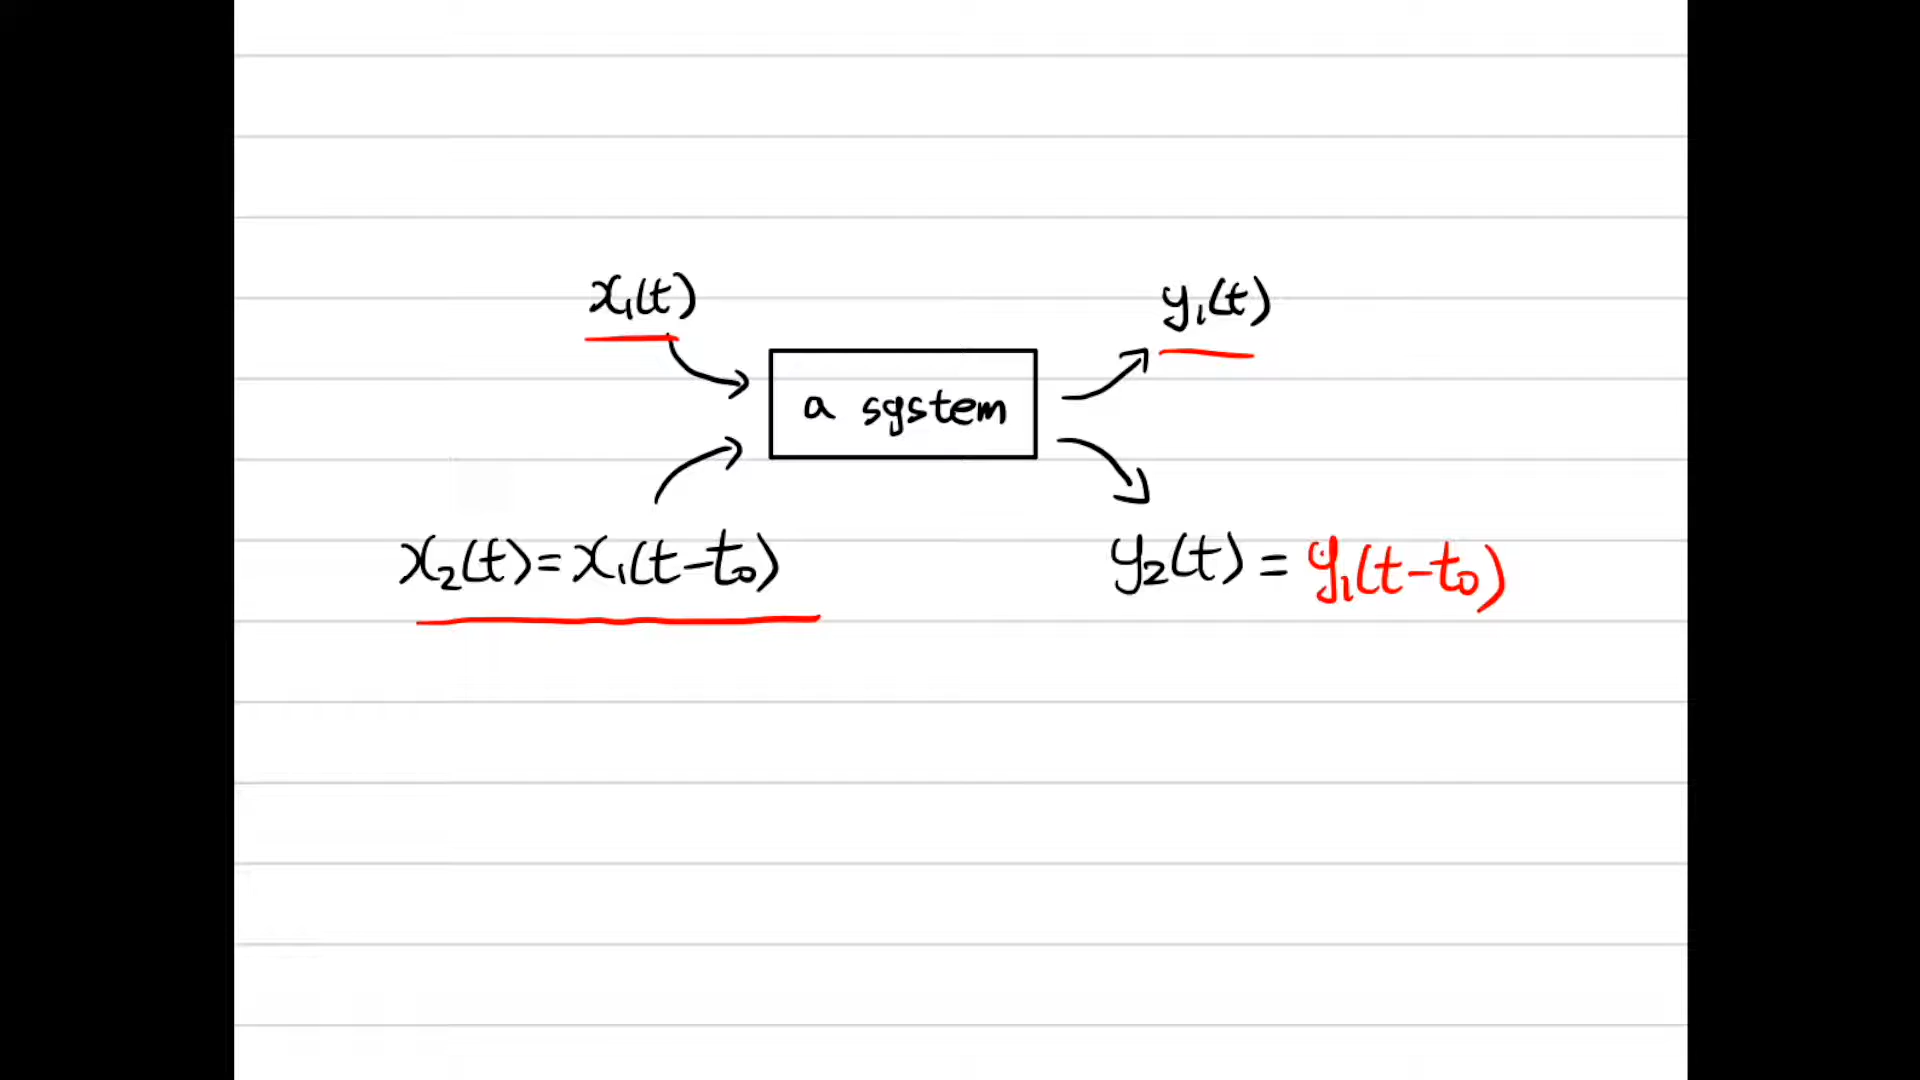 x₁(t) y₁(t)
a system
x₂(t)=x₁(t-t₀) y₂(t) = y₁(t-t₀)